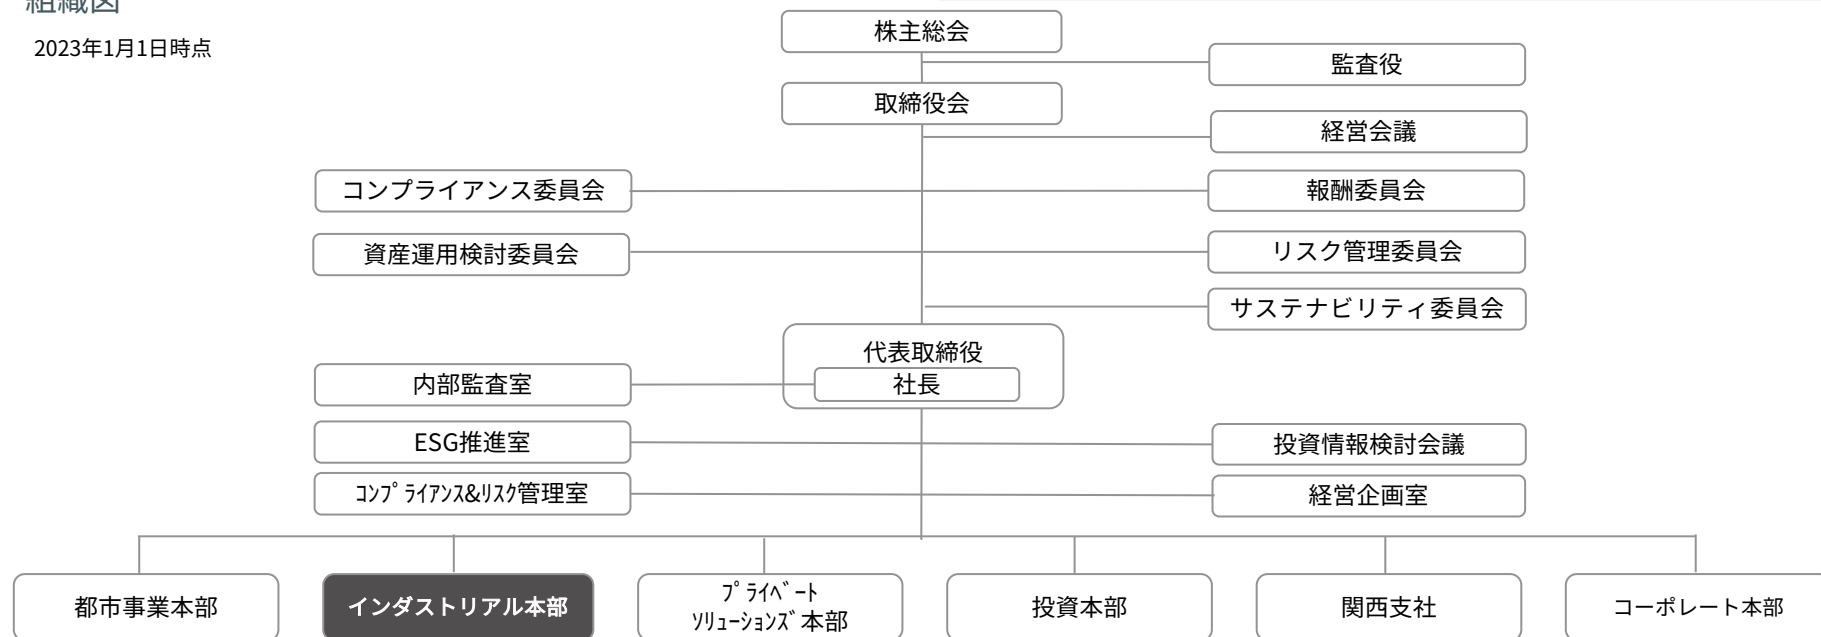 組織図
2023年1月1日時点
株主総会
監査役
取締役会
経営会議
コンプライアンス委員会
報酬委員会
資産運用検討委員会
リスク管理委員会
サステナビリティ委員会
代表取締役
社長
内部監査室
ESG推進室
投資情報検討会議
ｺﾝﾌﾟﾗｲｱﾝｽ&ﾘｽｸ管理室
経営企画室
都市事業本部
インダストリアル本部
ﾌﾟﾗｲﾍﾞｰﾄ
ｿﾘｭｰｼｮﾝｽﾞ本部
投資本部
関西支社
コーポレート本部